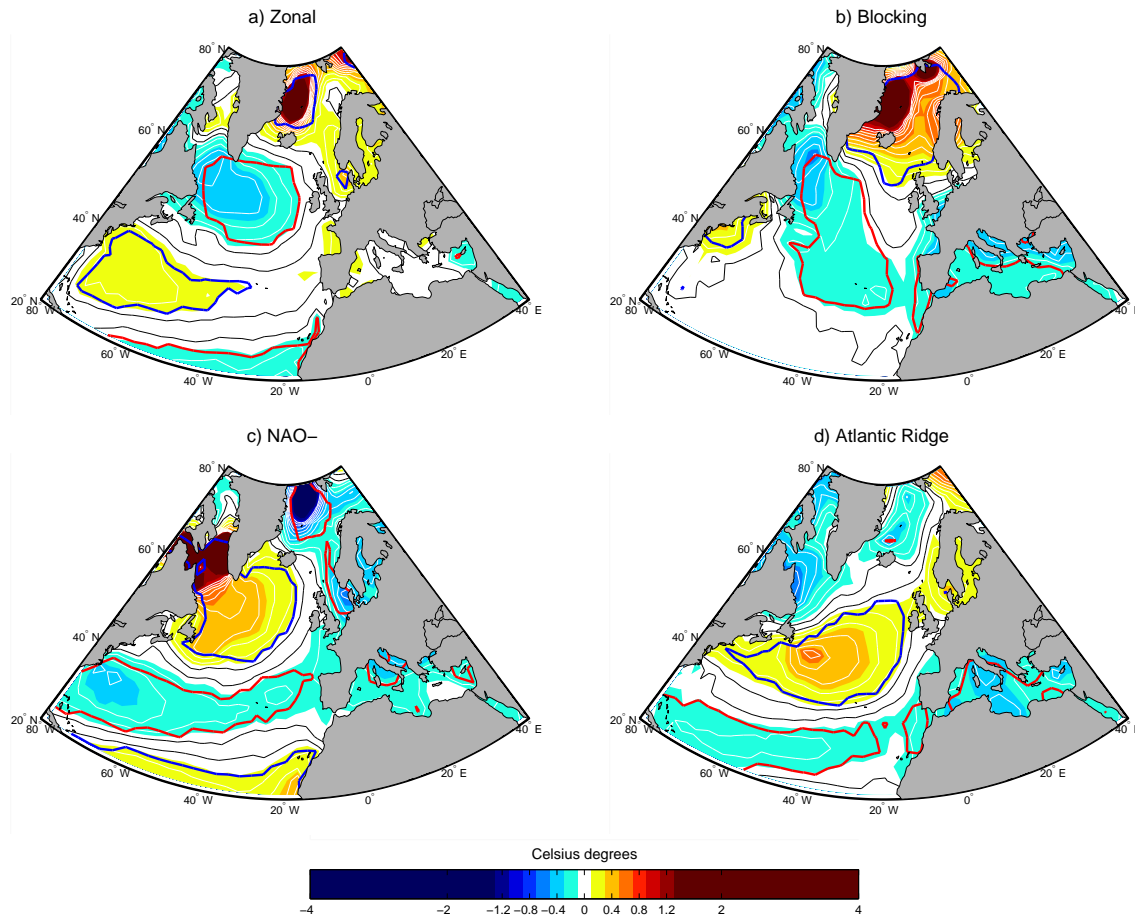 a) Zonal
b) Blocking
80° N
60° N
40° N
20° N
80° W
60° W
40° W
20° W
0°
20° E
40° E
80° N
60° N
40° N
20° N
80° W
60° W
40° W
20° W
0°
20° E
40°
c) NAO−
d) Atlantic Ridge
80° N
60° N
40° N
20° N
80° W
60° W
40° W
20° W
0°
20° E
40° E
80° N
60° N
40° N
20° N
80° W
60° W
40° W
20° W
0°
20° E
40°
Celsius degrees
−4 −2 −1.2 −0.8 −0.4 0 0.4 0.8 1.2 2 4